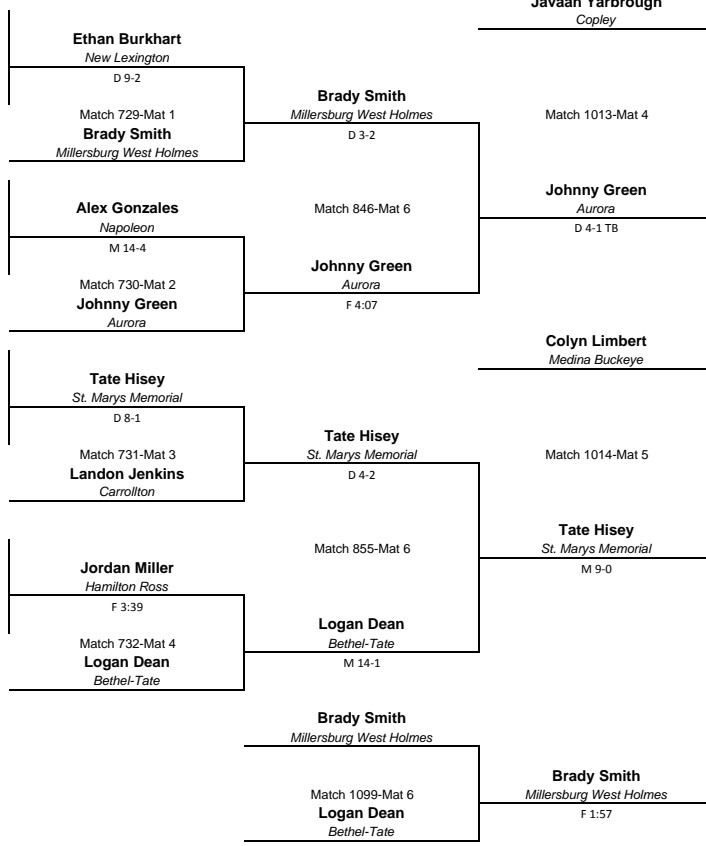 Javaan Yarbrough
Copley
Ethan Burkhart
New Lexington
D 9-2
Match 729-Mat 1
Brady Smith
Millersburg West Holmes
Brady Smith
Millersburg West Holmes
D 3-2
Match 1013-Mat 4
Alex Gonzales
Napoleon
M 14-4
Match 730-Mat 2
Johnny Green
Aurora
Match 846-Mat 6
Johnny Green
Aurora
F 4:07
Johnny Green
Aurora
D 4-1 TB
Colyn Limbert
Medina Buckeye
Tate Hisey
St. Marys Memorial
D 8-1
Match 731-Mat 3
Landon Jenkins
Carrollton
Tate Hisey
St. Marys Memorial
D 4-2
Match 1014-Mat 5
Jordan Miller
Hamilton Ross
F 3:39
Match 732-Mat 4
Logan Dean
Bethel-Tate
Match 855-Mat 6
Logan Dean
Bethel-Tate
M 14-1
Tate Hisey
St. Marys Memorial
M 9-0
Brady Smith
Millersburg West Holmes
Match 1099-Mat 6
Logan Dean
Bethel-Tate
Brady Smith
Millersburg West Holmes
F 1:57